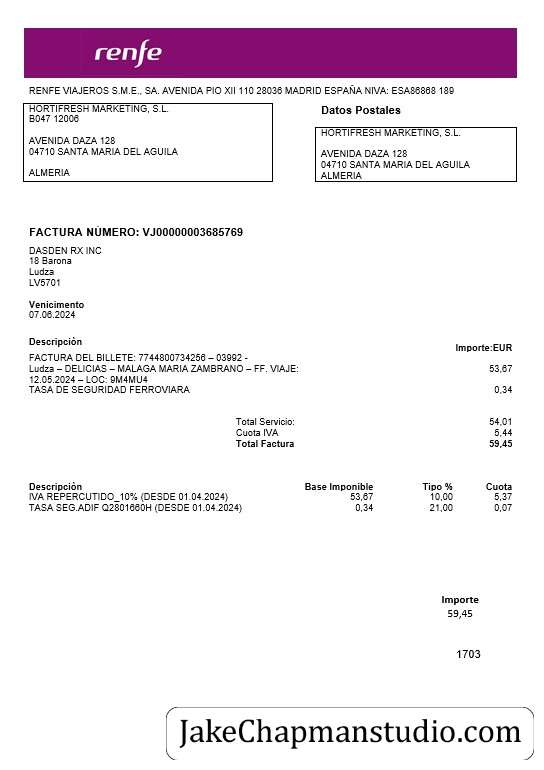 renfe
RENFE VIAJEROS S.M.E., SA. AVENIDA PIO XII 110 28036 MADRID ESPAÑA NIVA: ESA86868 189
HORTIFRESH MARKETING, S.L.
B047 12006
AVENIDA DAZA 128
04710 SANTA MARIA DEL AGUILA
ALMERIA
Datos Postales
HORTIFRESH MARKETING, S.L.
AVENIDA DAZA 128
04710 SANTA MARIA DEL AGUILA
ALMERIA
FACTURA NÚMERO: VJ00000003685769
DASDEN RX INC
18 Barona
Ludza
LV5701
Venicimento
07.06.2024
Descripción Importe:EUR
FACTURA DEL BILLETE: 7744800734256 – 03992 -
Ludza – DELICIAS – MALAGA MARIA ZAMBRANO – FF. VIAJE: 53,67
12.05.2024 – LOC: 9M4MU4
TASA DE SEGURIDAD FERROVIARA 0,34
Total Servicio: 54,01
Cuota IVA 5,44
Total Factura 59,45
Descripción Base Imponible Tipo % Cuota
IVA REPERCUTIDO_10% (DESDE 01.04.2024) 53,67 10,00 5,37
TASA SEG.ADIF Q2801660H (DESDE 01.04.2024) 0,34 21,00 0,07
Importe
59,45
1703
JakeChapmanstudio.com